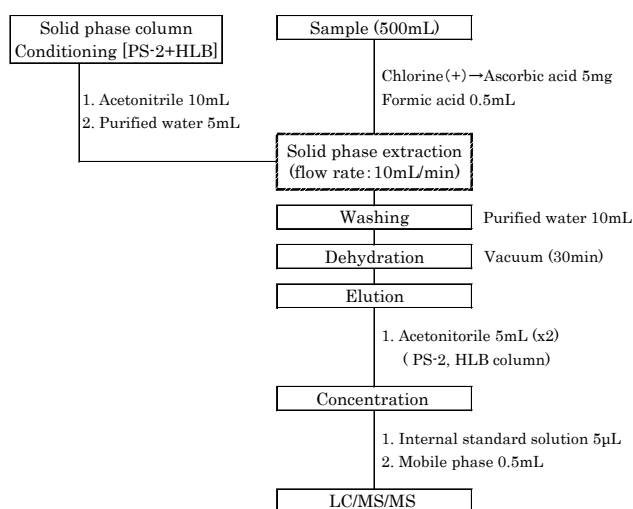 Solid phase column
Conditioning [PS-2+HLB]
1. Acetonitrile 10mL
2. Purified water 5mL
Sample (500mL)
Chlorine(+)→Ascorbic acid 5mg
Formic acid 0.5mL
Solid phase extraction
(flow rate:10mL/min)
Washing
Purified water 10mL
Dehydration
Vacuum (30min)
Elution
1. Acetonitorile 5mL (x2)
( PS-2, HLB column)
Concentration
1. Internal standard solution 5μL
2. Mobile phase 0.5mL
LC/MS/MS